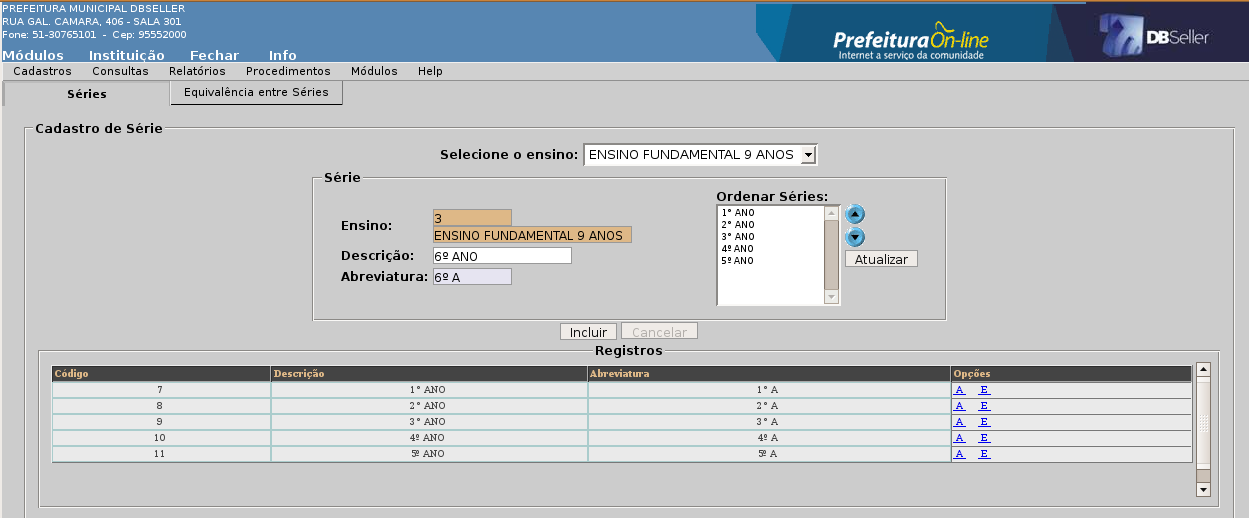 PREFEITURA MUNICIPAL DBSELLER
RUA GAL. CAMARA, 406 - SALA 301
Fone: 51-30765101 - Cep: 95552000
Módulos Instituição Fechar Info
Prefeitura On-line
Internet a serviço da comunidade
DBSeller
Cadastros Consultas Relatórios Procedimentos Módulos Help
Séries Equivalência entre Séries
Cadastro de Série
Selecione o ensino: ENSINO FUNDAMENTAL 9 ANOS
Série
Ensino: 3
ENSINO FUNDAMENTAL 9 ANOS
Descrição: 6º ANO
Abreviatura: 6º A
Ordenar Séries:
1° ANO
2° ANO
3° ANO
4º ANO
5º ANO
Atualizar
Incluir Cancelar
Registros
Código Descrição Abreviatura Opções
7 1° ANO 1° A A E
8 2° ANO 2° A A E
9 3° ANO 3° A A E
10 4º ANO 4º A A E
11 5º ANO 5º A A E